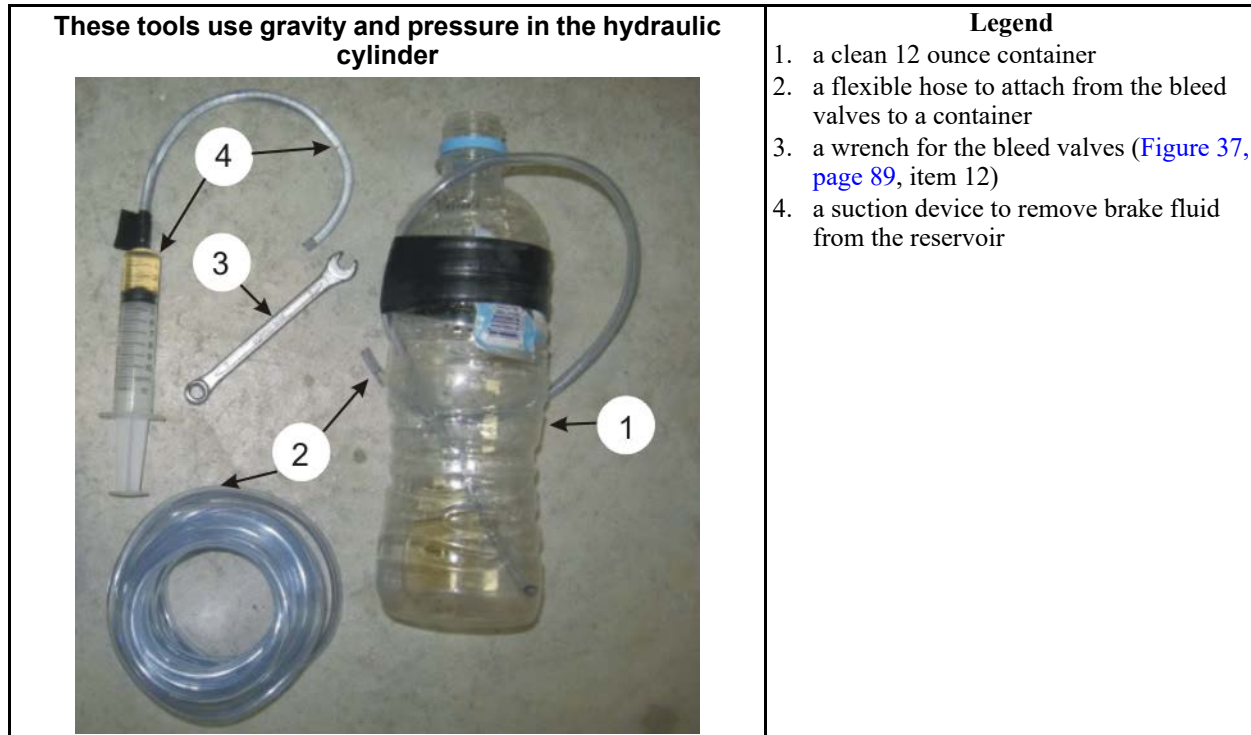 These tools use gravity and pressure in the hydraulic
cylinder
4
3
2
1
Legend
1. a clean 12 ounce container
2. a flexible hose to attach from the bleed
valves to a container
3. a wrench for the bleed valves (Figure 37,
page 89, item 12)
4. a suction device to remove brake fluid
from the reservoir